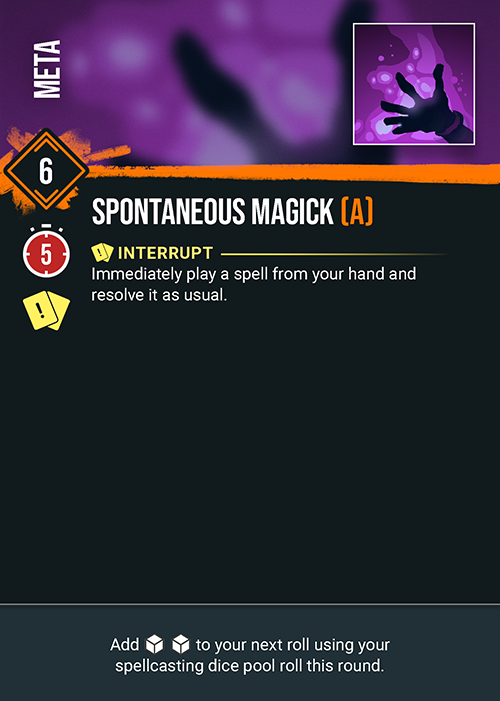 META
6
SPONTANEOUS MAGICK (A)
5
! INTERRUPT
!
Immediately play a spell from your hand and
resolve it as usual.
Add to your next roll using your
spellcasting dice pool roll this round.